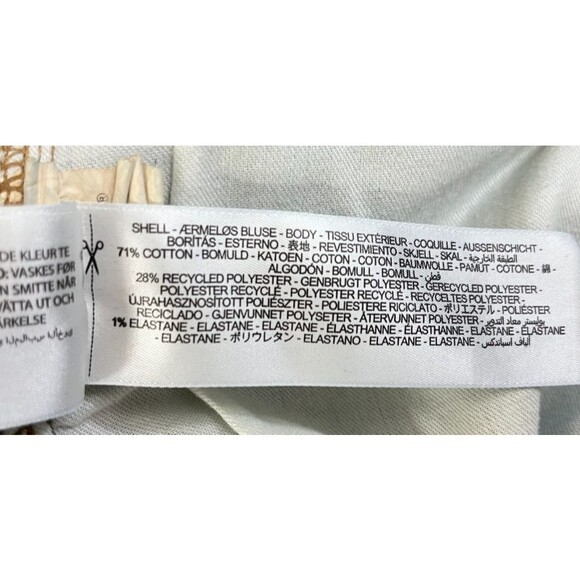 DE KLEUR TE
D: VASKES FØR
N SMITTE NÅR
VÄTTA UT OCH
ÄRKELSE
SHELL - ÆRMELØS BLUSE - BODY - TISSU EXTÉRIEUR - COQUILLE - AUSSENSCHICHT -
BORÍTÁS - ESTERNO - 表地 - REVESTIMIENTO - SKJELL - SKAL - الطبقة الخارجية
71% COTTON - BOMULD - KATOEN - COTON - COTON - BAUMWOLLE - PAMUT - COTONE - 綿 -
ALGODÓN - BOMULL - BOMULL - قطن
28% RECYCLED POLYESTER - GENBRUGT POLYESTER - GERECYCLED POLYESTER -
POLYESTER RECYCLÉ - POLYESTER RECYCLÉ - RECYCELTES POLYESTER -
ÚJRAHASZNOSÍTOTT POLIÉSZTER - POLIESTERE RICICLATO - ポリエステル - POLIÉSTER
RECICLADO - GJENVUNNET POLYSETER - ÅTERVUNNET POLYESTER - بوليستر معاد التدوير
1% ELASTANE - ELASTANE - ELASTANE - ÉLASTHANNE - ÉLASTHANNE - ELASTANE - ELASTANE
- ELASTANE - ポリウレタン - ELASTANO - ELASTANE - ELASTANE - ألياف اسباندكس